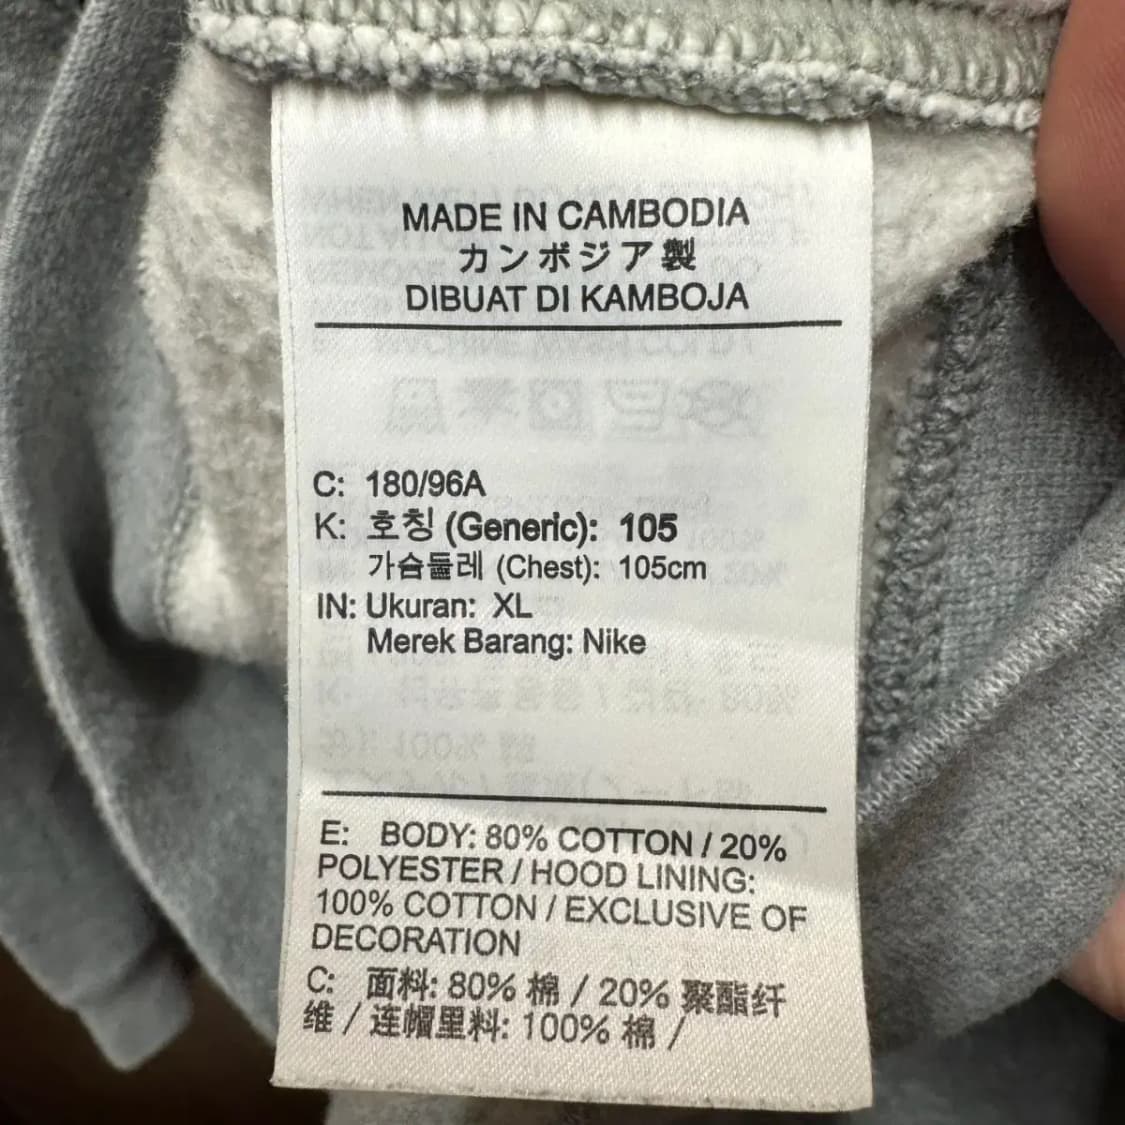 MADE IN CAMBODIA
カンボジア製
DIBUAT DI KAMBOJA
C: 180/96A
K: 호칭 (Generic): 105
가슴둘레 (Chest): 105cm
IN: Ukuran: XL
Merek Barang: Nike
E: BODY: 80% COTTON / 20%
POLYESTER / HOOD LINING:
100% COTTON / EXCLUSIVE OF
DECORATION
C: 面料: 80% 棉 / 20% 聚酯纤
维 / 连帽里料: 100% 棉 /